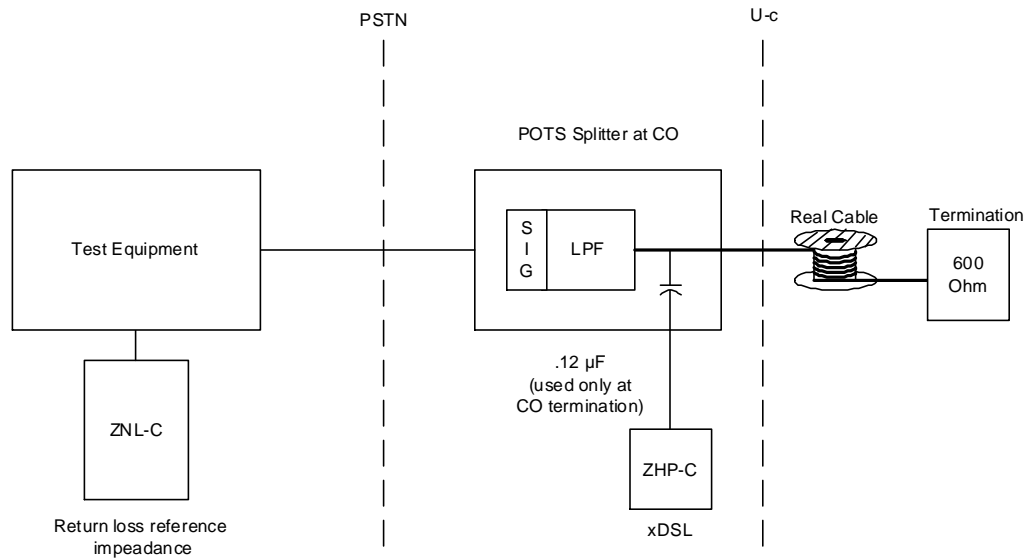 PSTN
U-c
POTS Splitter at CO
Test Equipment
S
I
G
LPF
Real Cable
Termination
600
Ohm
.12 µF
(used only at
CO termination)
ZNL-C
ZHP-C
Return loss reference
impeadance
xDSL